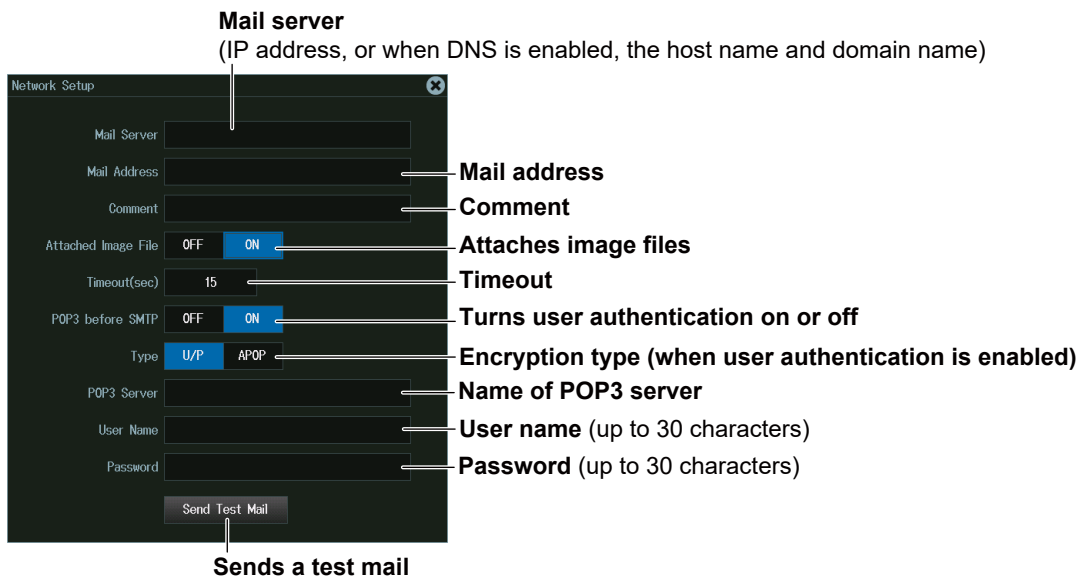 Mail server
(IP address, or when DNS is enabled, the host name and domain name)
Network Setup
Mail Server
Mail Address
Mail address
Comment
Comment
Attached Image File OFF ON
Attaches image files
Timeout(sec) 15
Timeout
POP3 before SMTP OFF ON
Turns user authentication on or off
Type U/P APOP
Encryption type (when user authentication is enabled)
POP3 Server
Name of POP3 server
User Name
User name (up to 30 characters)
Password
Password (up to 30 characters)
Send Test Mail
Sends a test mail